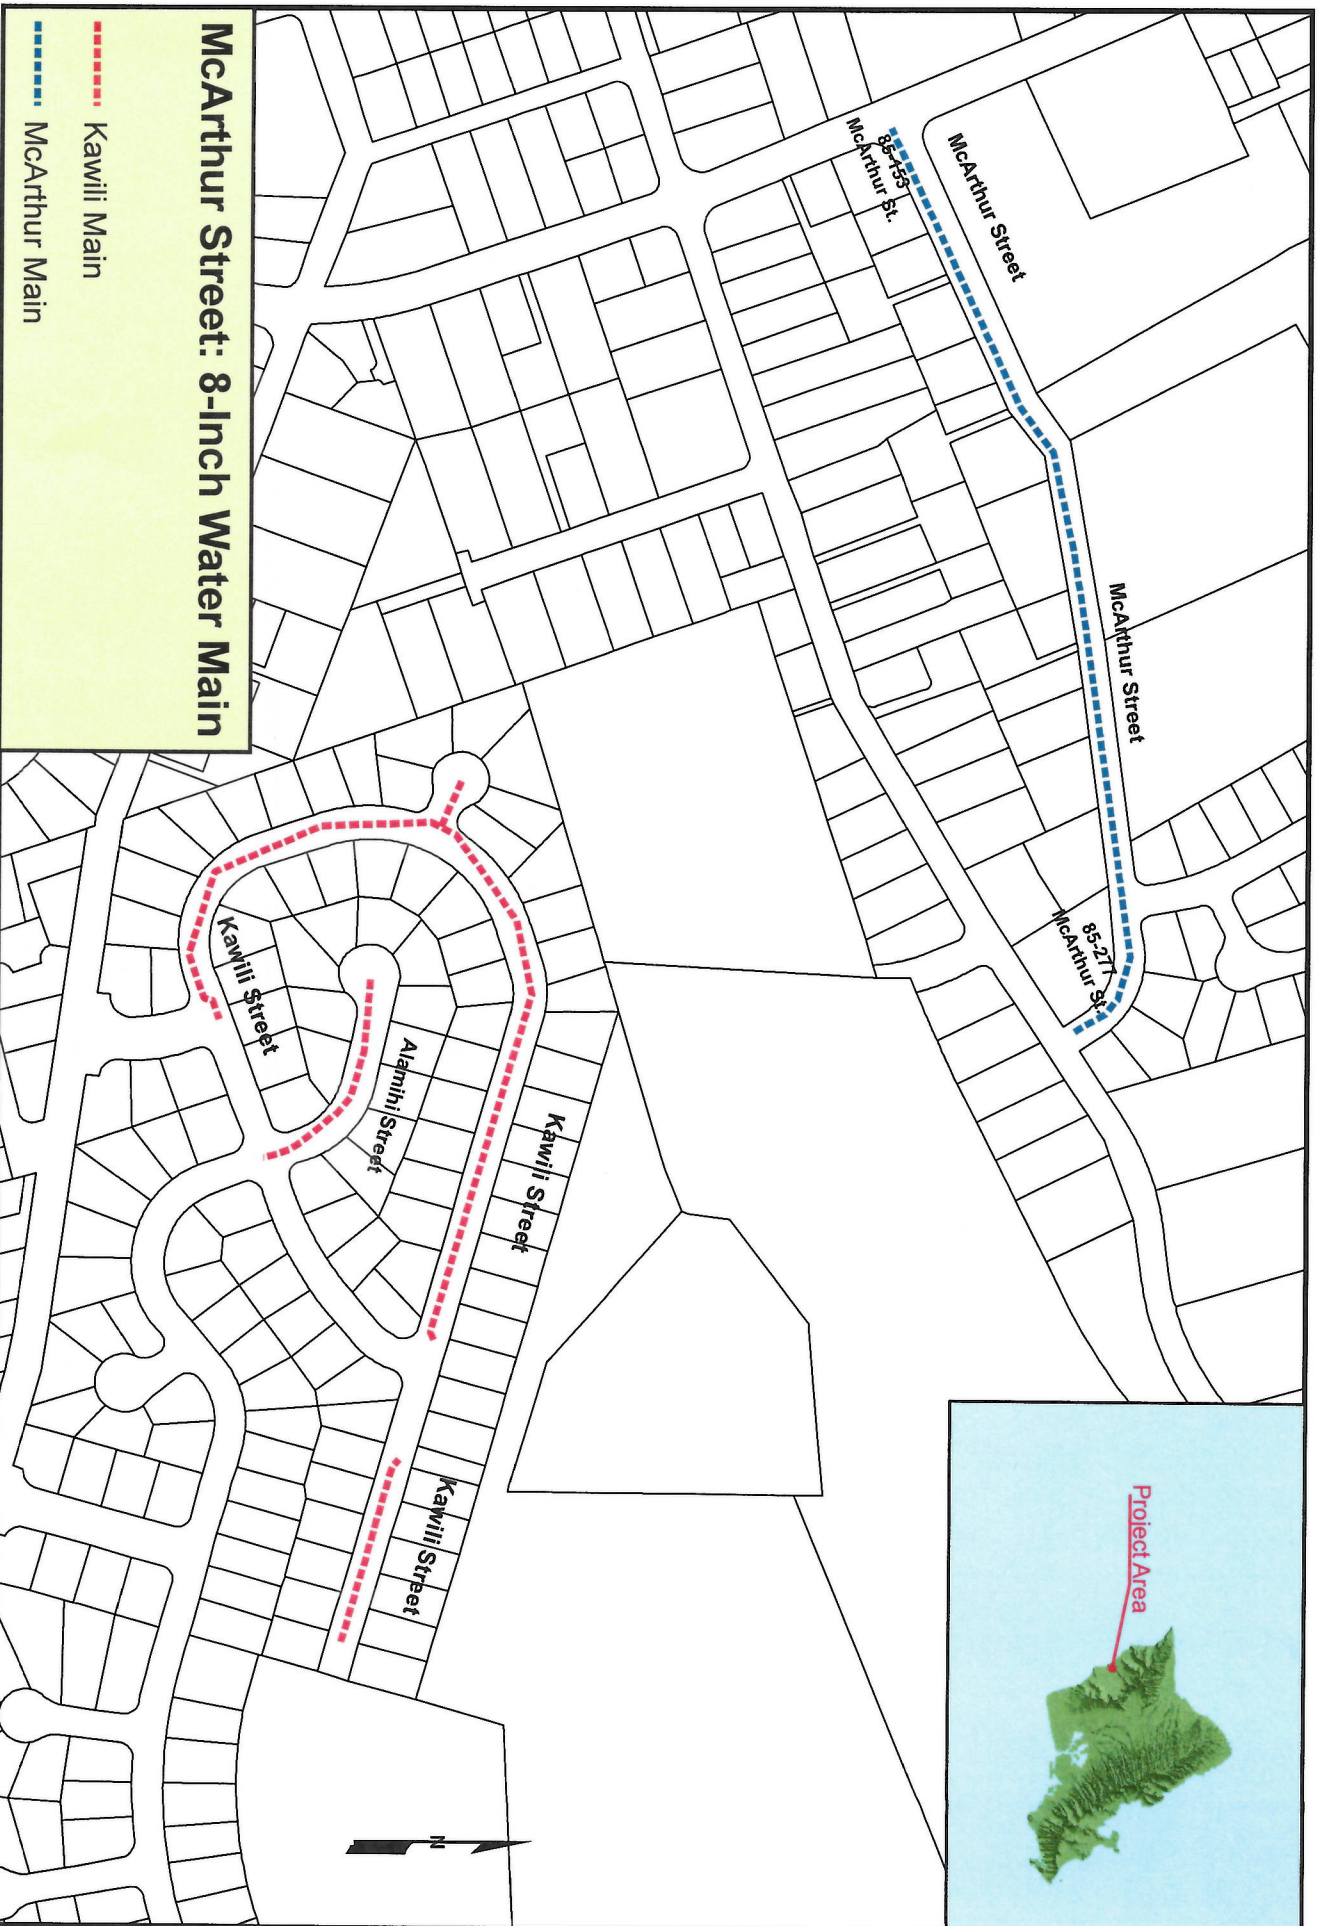 McArthur Street
85-153
McArthur St.
McArthur Street
85-277
McArthur St.
Project Area
Kawili Street
Alamihi Street
Kawili Street
Kawili Street
N
McArthur Street: 8-Inch Water Main
Kawili Main
McArthur Main